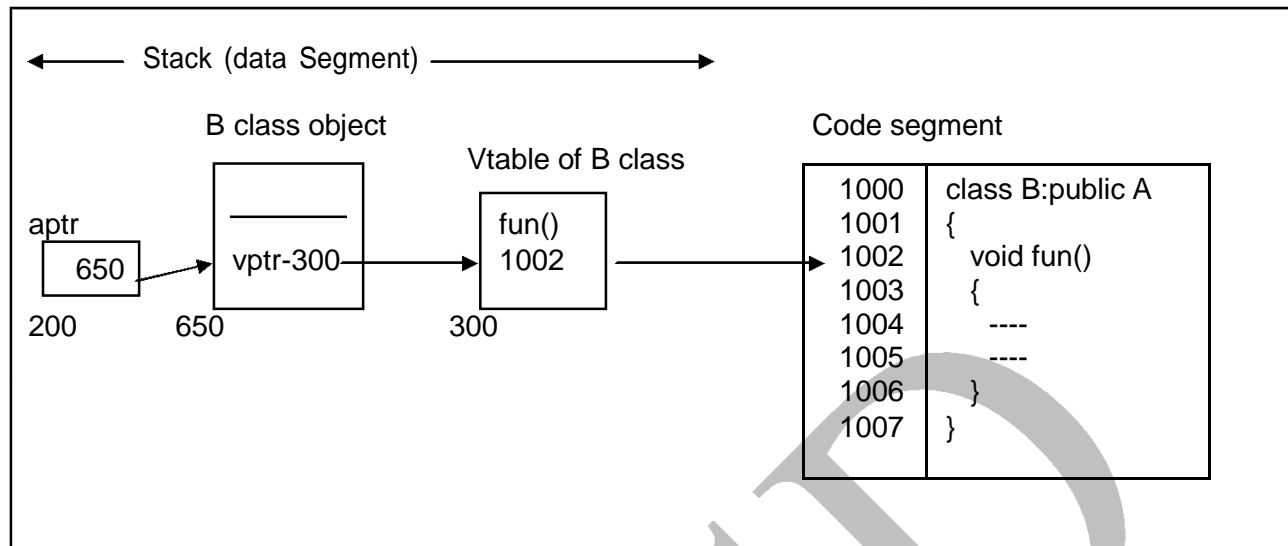 Stack (data Segment)
B class object
Code segment
Vtable of B class
aptr
650
200
vptr-300
650
fun()
1002
300
1000 class B:public A
1001 {
1002 void fun()
1003 {
1004 ----
1005 ----
1006 }
1007 }